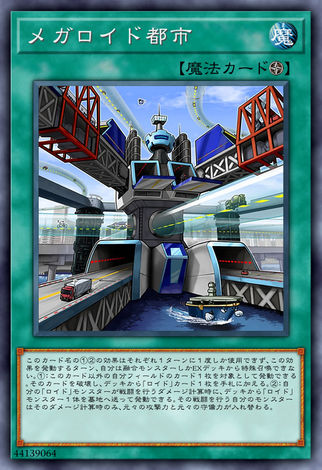 メガロイド都市
魔
【魔法カード】
このカード名の①②の効果はそれぞれ1ターンに1度しか使用できず、この効
果を発動するターン、自分は融合モンスターしかEXデッキから特殊召喚できな
い。①:このカード以外の自分フィールドのカード1枚を対象として発動できる。
そのカードを破壊し、デッキから「ロイド」カード1枚を手札に加える。②:自
分の「ロイド」モンスターが戦闘を行うダメージ計算時に、デッキから「ロイド」
モンスター1体を墓地へ送って発動できる。その戦闘を行う自分のモンスター
はそのダメージ計算時のみ、元々の攻撃力と元々の守備力が入れ替わる。
44139064